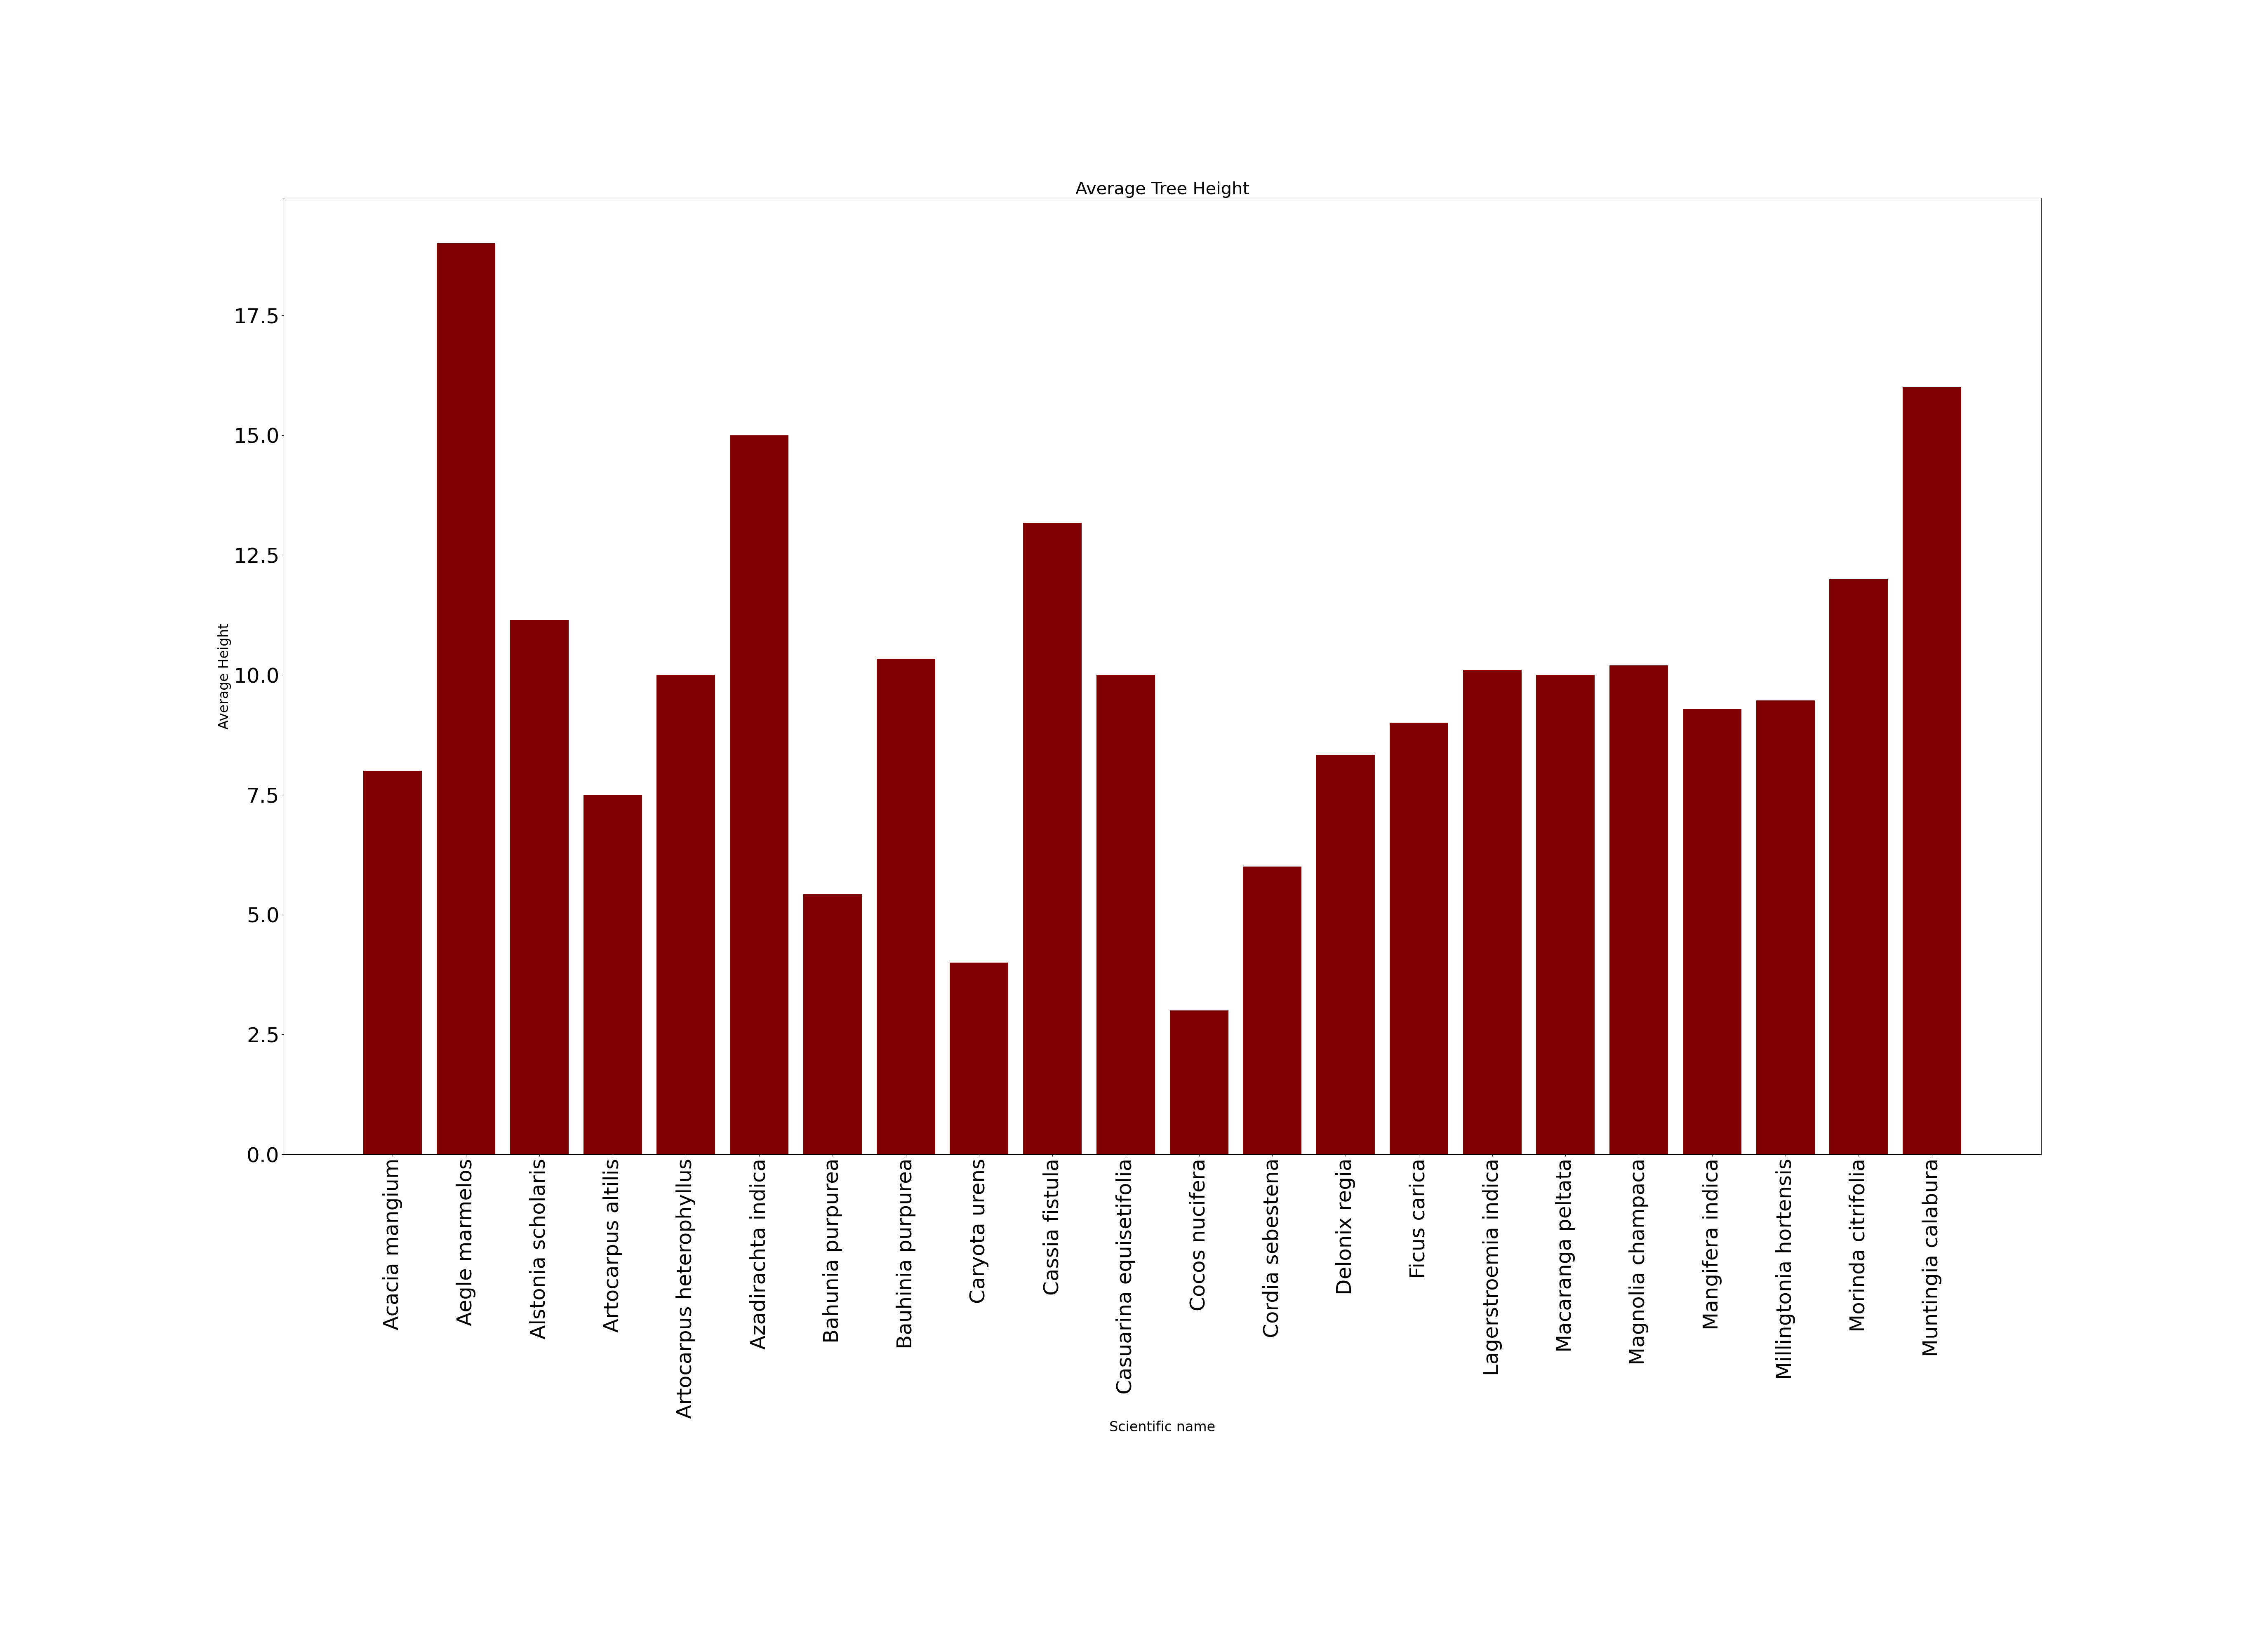 Average Tree Height
Average Height
17.5
15.0
12.5
10.0
7.5
5.0
2.5
0.0
Acacia mangium
Aegle marmelos
Alstonia scholaris
Artocarpus altilis
Artocarpus heterophyllus
Azadirachta indica
Bahunia purpurea
Bauhinia purpurea
Caryota urens
Cassia fistula
Casuarina equisetifolia
Cocos nucifera
Cordia sebestena
Delonix regia
Ficus carica
Lagerstroemia indica
Macaranga peltata
Magnolia champaca
Mangifera indica
Millingtonia hortensis
Morinda citrifolia
Muntingia calabura
Scientific name